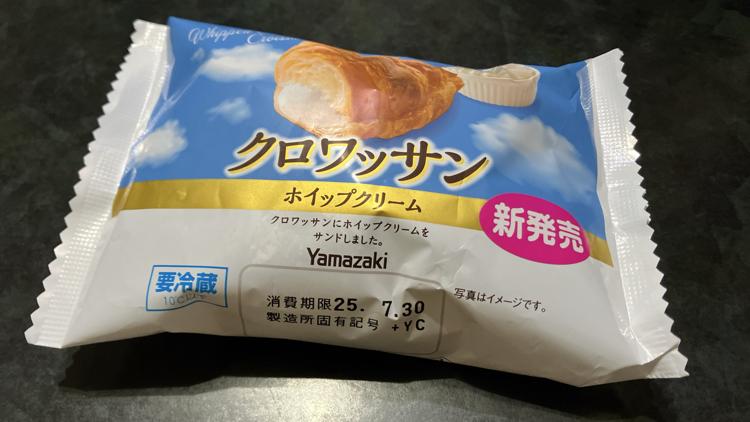 クロワッサン
ホイップクリーム
クロワッサンにホイップクリームを
サンドしました。
Yamazaki
新発売
要冷蔵
消費期限25. 7.30
製造所固有記号 +YC
写真はイメージです。